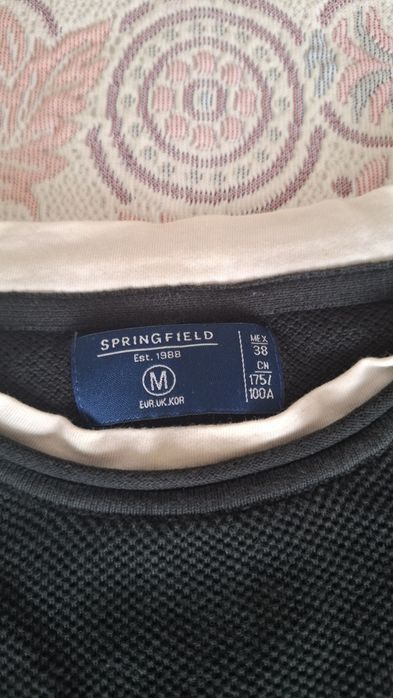 SPRINGFIELD
Est. 1988
M
EUR.UK.KOR
MEX
38
CN
175/
100A